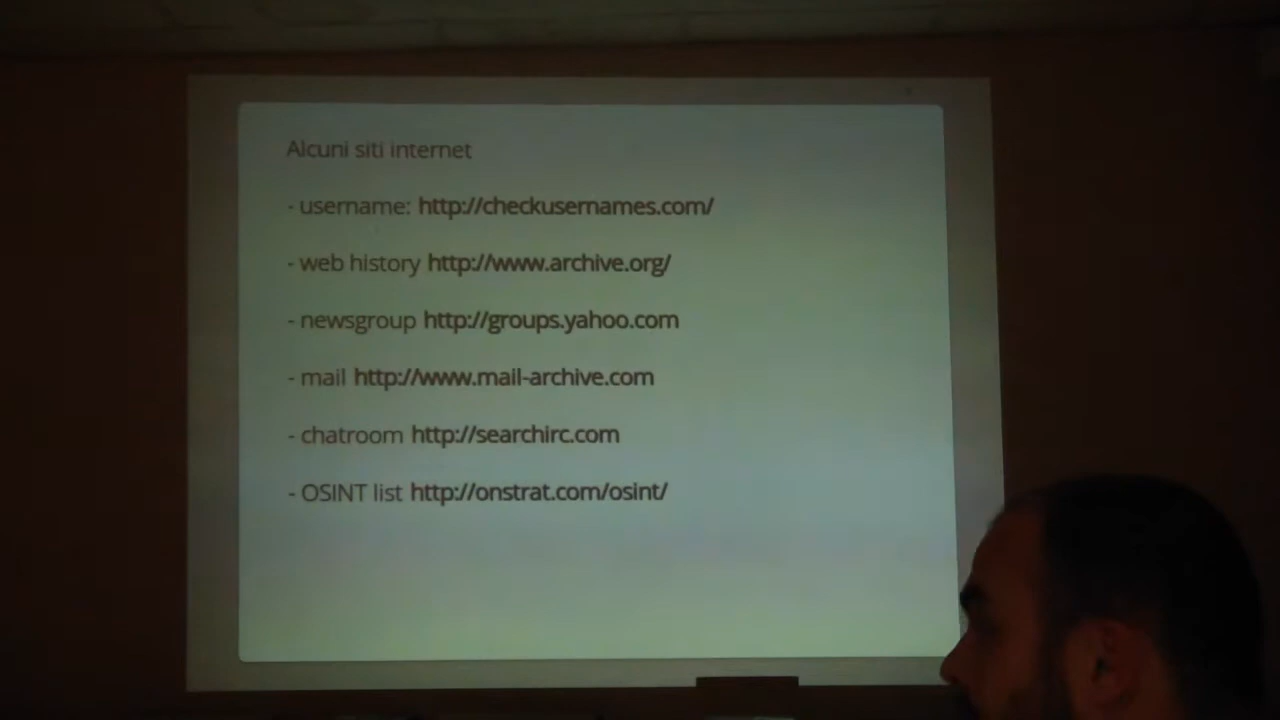 Alcuni siti internet
- username: http://checkusernames.com/
- web history http://www.archive.org/
- newsgroup http://groups.yahoo.com
- mail http://www.mail-archive.com
- chatroom http://searchirc.com
- OSINT list http://onstrat.com/osint/